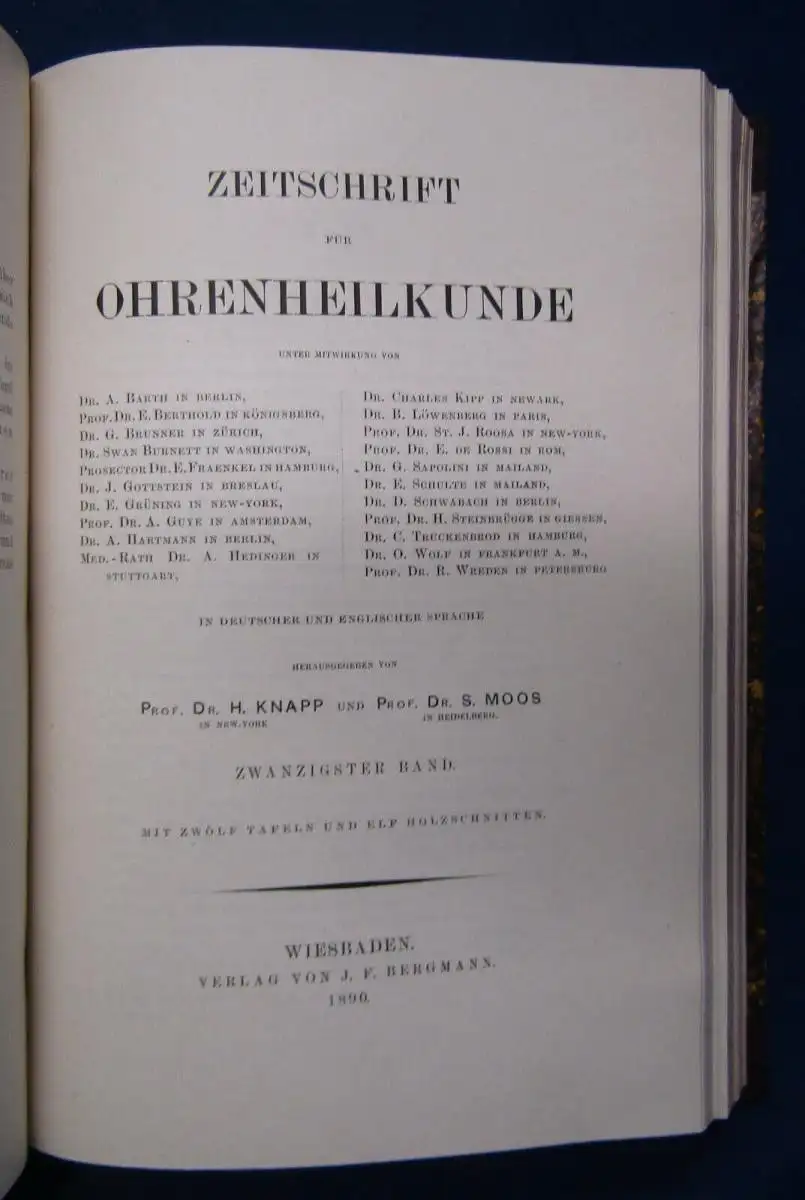 ZEITSCHRIFT
FÜR
OHRENHEILKUNDE
UNTER MITWIRKUNG VON
DR. A. BARTH IN BERLIN,
PROF. DR. E. BERTHOLD IN KÖNIGSBERG,
DR. G. BRUNNER IN ZÜRICH,
DR. SWAN BURNETT IN WASHINGTON,
PROSECTOR DR. E. FRAENKEL IN HAMBURG,
DR. J. GOTTSTEIN IN BRESLAU,
DR. E. GRÜNING IN NEW-YORK,
PROF. DR. A. GUYE IN AMSTERDAM,
DR. A. HARTMANN IN BERLIN,
MED.-RATH DR. A. HEDINGER IN
STUTTGART,
DR. CHARLES KIPP IN NEWARK,
DR. B. LÖWENBERG IN PARIS,
PROF. DR. ST. J. ROOSA IN NEW-YORK,
PROF. DR. E. DE ROSSI IN ROM,
DR. G. SAPOLINI IN MAILAND,
DR. E. SCHULTE IN MAILAND,
DR. D. SCHWABACH IN BERLIN,
PROF. DR. H. STEINBRÜGGE IN GIESSEN,
DR. C. TRUCKENBROD IN HAMBURG,
DR. O. WOLF IN FRANKFURT A. M.,
PROF. DR. R. WREDEN IN PETERSBURG
IN DEUTSCHER UND ENGLISCHER SPRACHE
HERAUSGEGEBEN VON
PROF. DR. H. KNAPP UND PROF. DR. S. MOOS
IN NEW-YORK IN HEIDELBERG.
ZWANZIGSTER BAND.
MIT ZWÖLF TAFELN UND ELF HOLZSCHNITTEN.
WIESBADEN.
VERLAG VON J. F. BERGMANN.
1890.